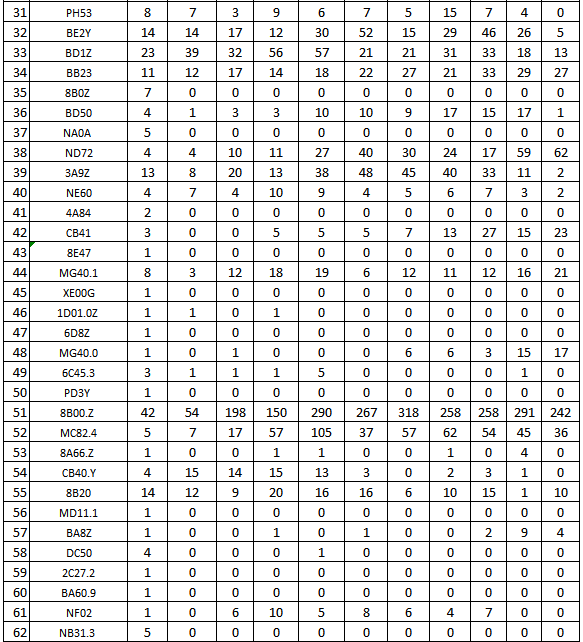 31 PH53 8 7 3 9 6 7 5 15 7 4 0
32 BE2Y 14 14 17 12 30 52 15 29 46 26 5
33 BD1Z 23 39 32 56 57 21 21 31 33 18 13
34 BB23 11 12 17 14 18 22 27 21 33 29 27
35 8B0Z 7 0 0 0 0 0 0 0 0 0 0
36 BD50 4 1 3 3 10 10 9 17 15 17 1
37 NA0A 5 0 0 0 0 0 0 0 0 0 0
38 ND72 4 4 10 11 27 40 30 24 17 59 62
39 3A9Z 13 8 20 13 38 48 45 40 33 11 2
40 NE60 4 7 4 10 9 4 5 6 7 3 2
41 4A84 2 0 0 0 0 0 0 0 0 0 0
42 CB41 3 0 0 5 5 5 7 13 27 15 23
43 8E47 1 0 0 0 0 0 0 0 0 0 0
44 MG40.1 8 3 12 18 19 6 12 11 12 16 21
45 XE00G 1 0 0 0 0 0 0 0 0 0 0
46 1D01.0Z 1 1 0 1 0 0 0 0 0 0 0
47 6D8Z 1 0 0 0 0 0 0 0 0 0 0
48 MG40.0 1 0 1 0 0 0 6 6 3 15 17
49 6C45.3 3 1 1 1 5 0 0 0 0 1 0
50 PD3Y 1 0 0 0 0 0 0 0 0 0 0
51 8B00.Z 42 54 198 150 290 267 318 258 258 291 242
52 MC82.4 5 7 17 57 105 37 57 62 54 45 36
53 8A66.Z 1 0 0 1 1 0 0 1 0 4 0
54 CB40.Y 4 15 14 15 13 3 0 2 3 1 0
55 8B20 14 12 9 20 16 16 6 10 15 1 10
56 MD11.1 1 0 0 0 0 0 0 0 0 0 0
57 BA8Z 1 0 0 1 0 1 0 0 2 9 4
58 DC50 4 0 0 0 1 0 0 0 0 0 0
59 2C27.2 1 0 0 0 0 0 0 0 0 0 0
60 BA60.9 1 0 0 0 0 0 0 0 0 0 0
61 NF02 1 0 6 10 5 8 6 4 7 0 0
62 NB31.3 5 0 0 0 0 0 0 0 0 0 0